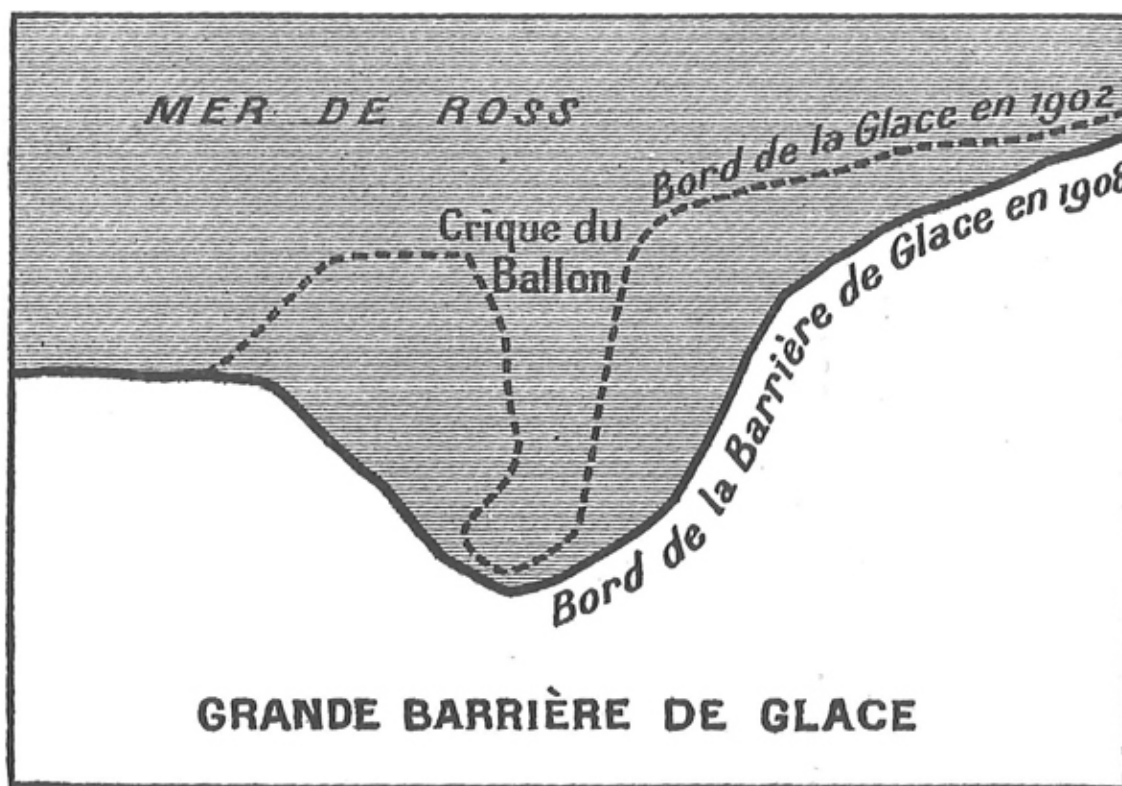 MER DE ROSS
Bord de la Glace en 1902
Crique du
Ballon
Bord de la Barrière de Glace en 1908
GRANDE BARRIÈRE DE GLACE